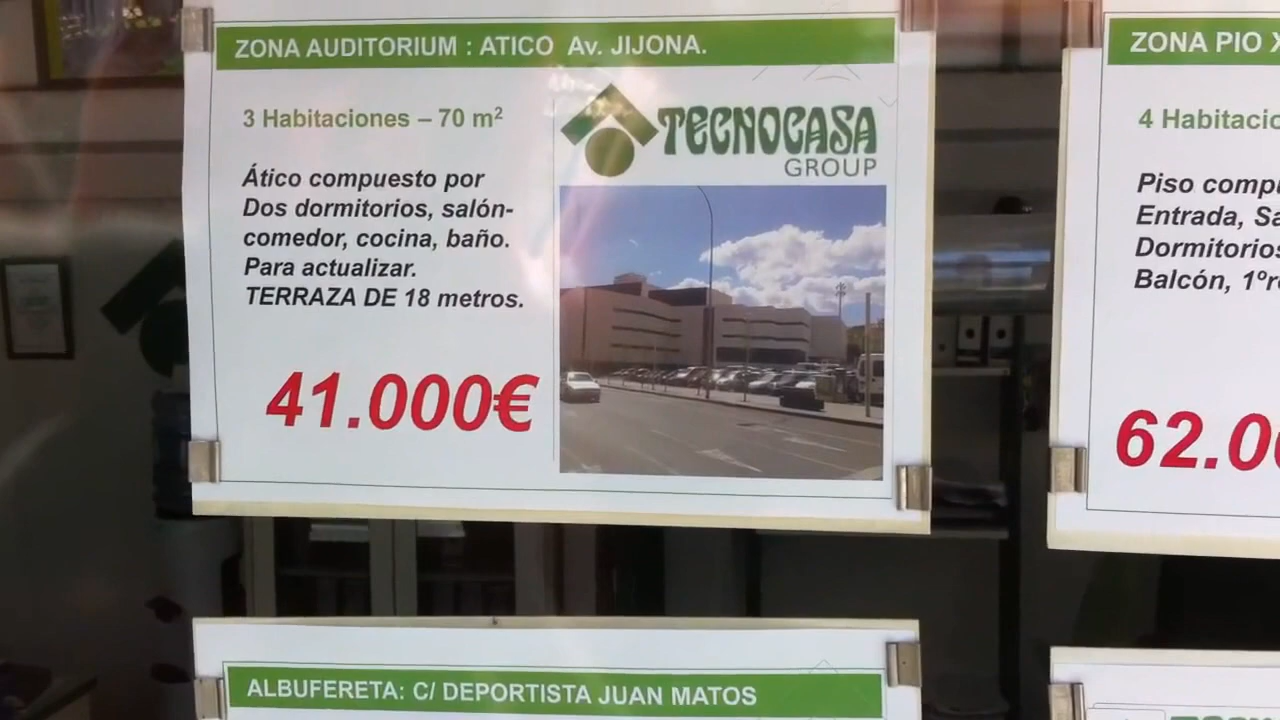 ZONA AUDITORIUM : ATICO Av. JIJONA.
3 Habitaciones – 70 m²
TECNOCASA
GROUP
Ático compuesto por
Dos dormitorios, salón-
comedor, cocina, baño.
Para actualizar.
TERRAZA DE 18 metros.
41.000€
ZONA PIO X
4 Habitacio
Piso compu
Entrada, Sa
Dormitorios
Balcón, 1ºr
62.00
ALBUFERETA: C/ DEPORTISTA JUAN MATOS